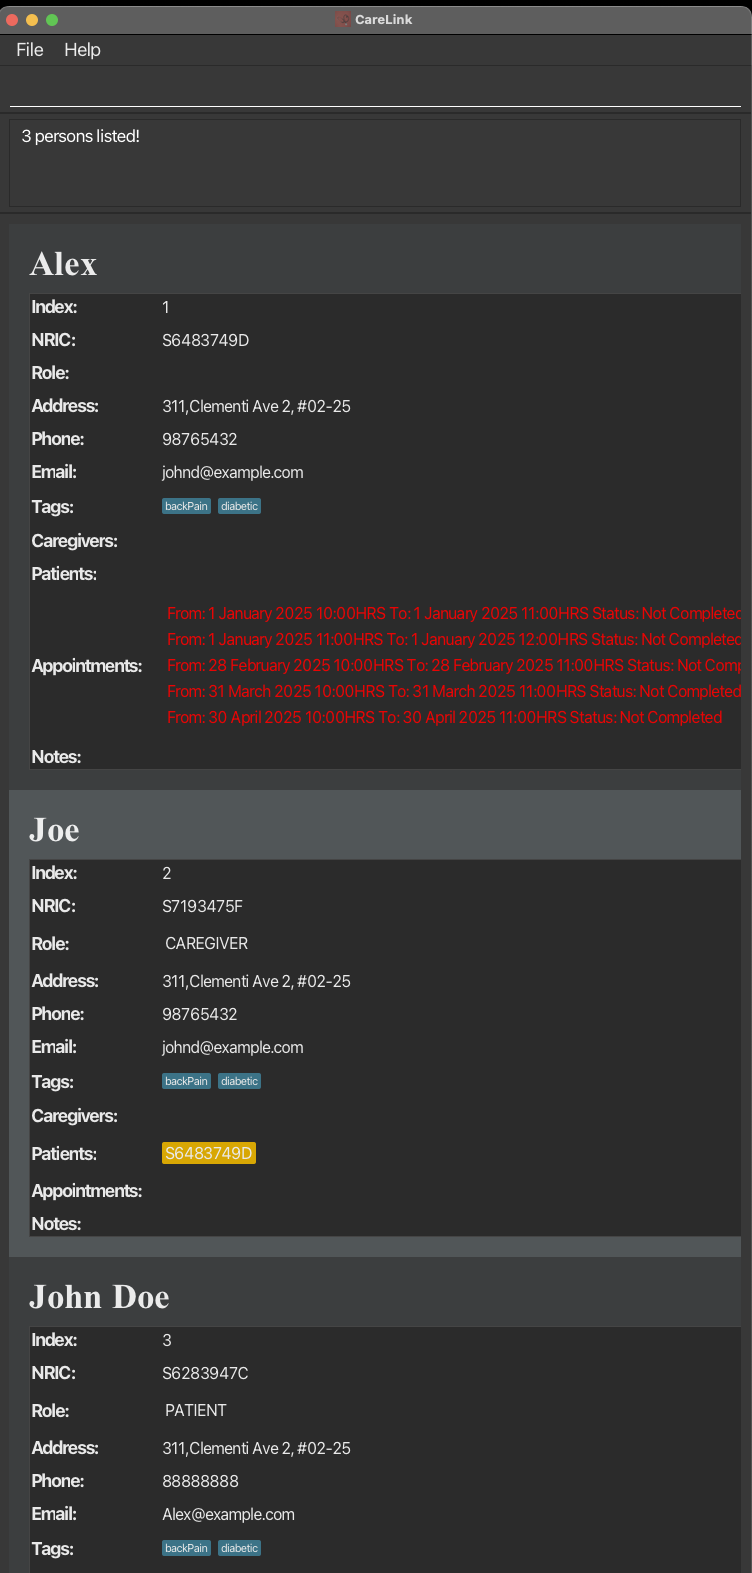 CareLink
File Help
3 persons listed!
Alex
Index: 1
NRIC: S6483749D
Role:
Address: 311,Clementi Ave 2, #02-25
Phone: 98765432
Email: johnd@example.com
Tags: backPain diabetic
Caregivers:
Patients:
From: 1 January 2025 10:00HRS To: 1 January 2025 11:00HRS Status: Not Completed
From: 1 January 2025 11:00HRS To: 1 January 2025 12:00HRS Status: Not Completed
Appointments: From: 28 February 2025 10:00HRS To: 28 February 2025 11:00HRS Status: Not Comp
From: 31 March 2025 10:00HRS To: 31 March 2025 11:00HRS Status: Not Completed
From: 30 April 2025 10:00HRS To: 30 April 2025 11:00HRS Status: Not Completed
Notes:
Joe
Index: 2
NRIC: S7193475F
Role: CAREGIVER
Address: 311,Clementi Ave 2, #02-25
Phone: 98765432
Email: johnd@example.com
Tags: backPain diabetic
Caregivers:
Patients: S6483749D
Appointments:
Notes:
John Doe
Index: 3
NRIC: S6283947C
Role: PATIENT
Address: 311,Clementi Ave 2, #02-25
Phone: 88888888
Email: Alex@example.com
Tags: backPain diabetic